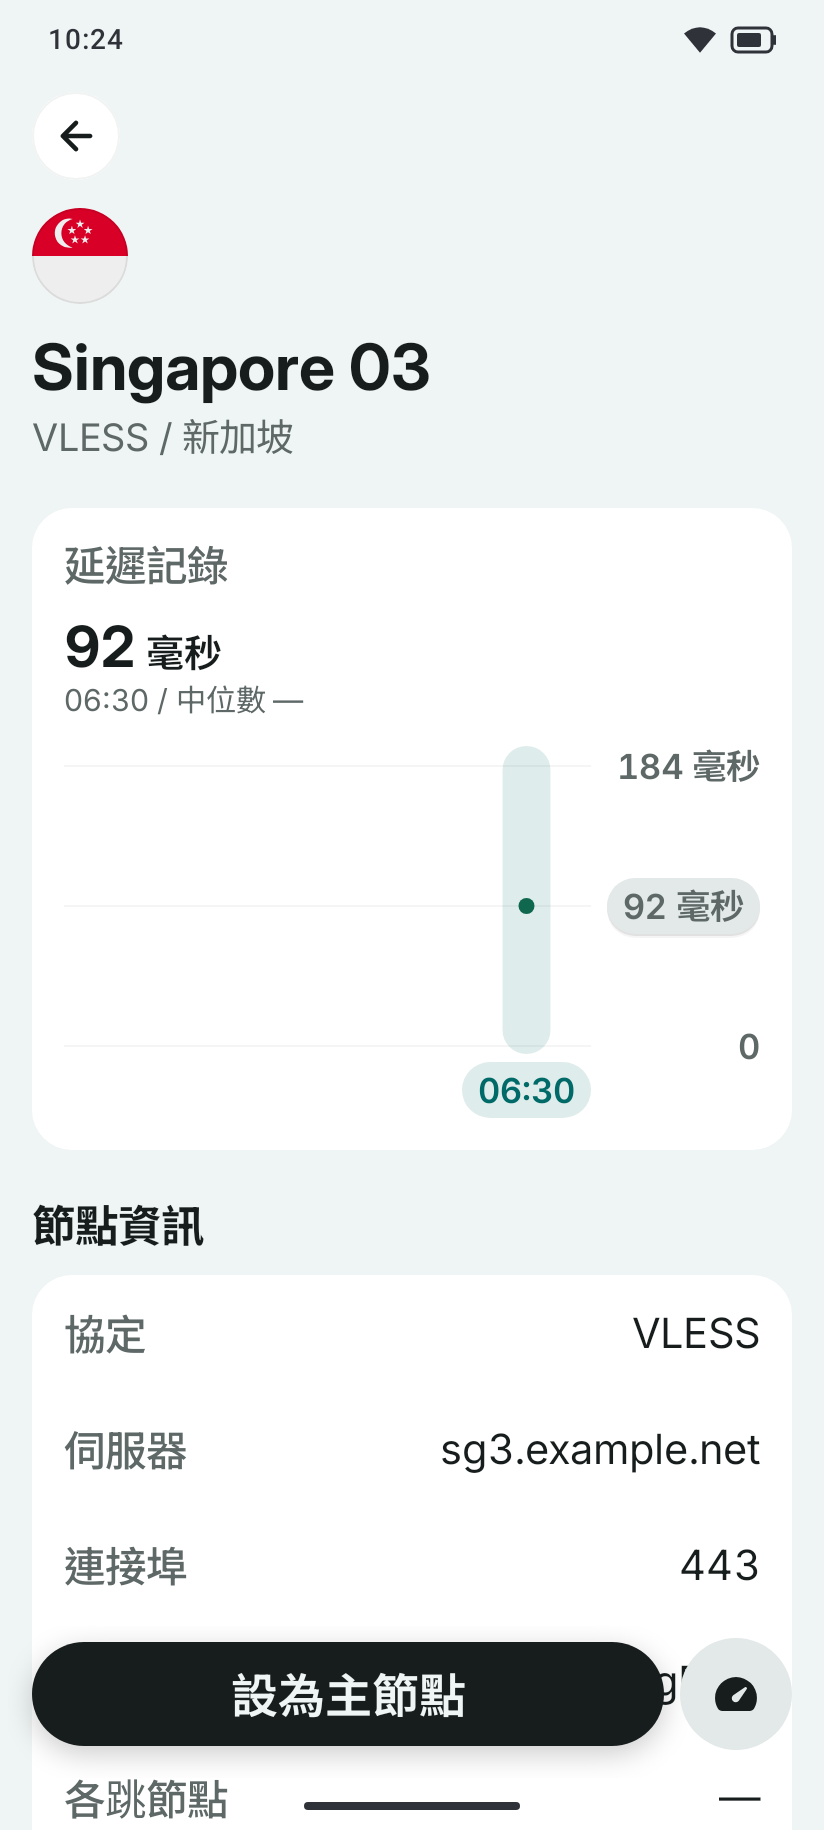 10:24
Singapore 03
VLESS / 新加坡
延遲記錄
92 毫秒
06:30 / 中位數 —
184 毫秒
92 毫秒
0
06:30
節點資訊
協定 VLESS
伺服器 sg3.example.net
連接埠 443
設為主節點
各跳節點 —